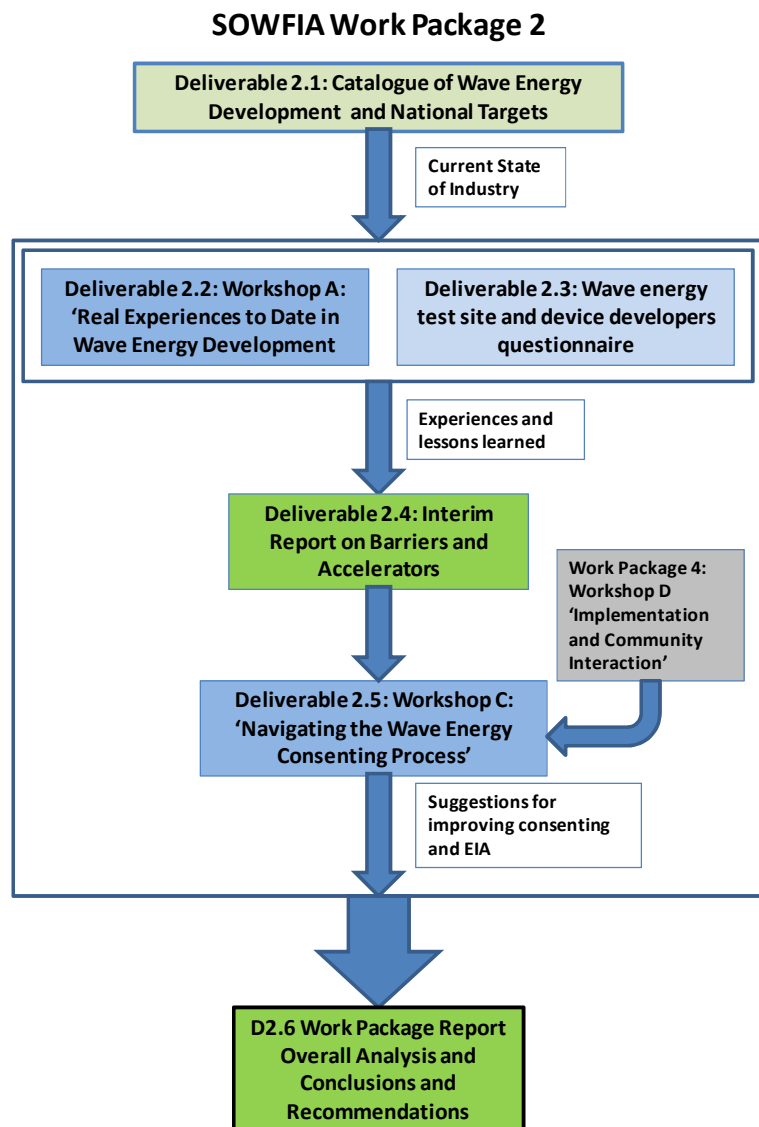 SOWFIA Work Package 2
Deliverable 2.1: Catalogue of Wave Energy
Development and National Targets
Current State
of Industry
Deliverable 2.2: Workshop A:
‘Real Experiences to Date in
Wave Energy Development
Deliverable 2.3: Wave energy
test site and device developers
questionnaire
Experiences and
lessons learned
Deliverable 2.4: Interim
Report on Barriers and
Accelerators
Work Package 4:
Workshop D
‘Implementation
and Community
Interaction’
Deliverable 2.5: Workshop C:
‘Navigating the Wave Energy
Consenting Process’
Suggestions for
improving consenting
and EIA
D2.6 Work Package Report
Overall Analysis and
Conclusions and
Recommendations